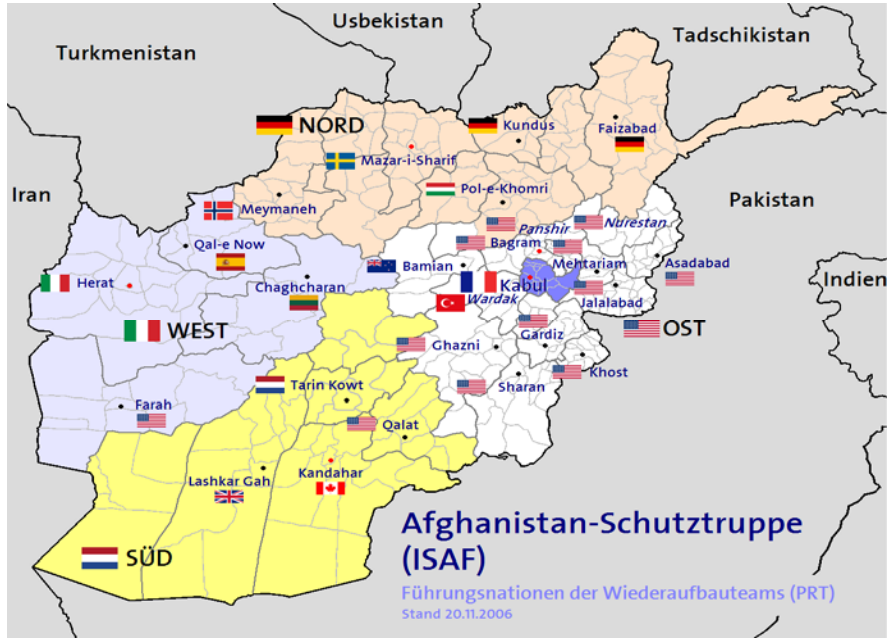 Usbekistan
Turkmenistan
Tadschikistan
NORD
Kundus
Faizabad
Mazar-i-Sharif
Pol-e-Khomri
Iran
Meymaneh
Pakistan
Panshir
Nurestan
Qal-e Now
Bagram
Herat
Bamian
Mehtariam
Asadabad
Chaghcharan
Kabul
Indien
Wardak
Jalalabad
WEST
OST
Ghazni
Gardiz
Khost
Tarin Kowt
Sharan
Farah
Qalat
Lashkar Gah
Kandahar
SÜD
Afghanistan-Schutztruppe
(ISAF)
Führungsnationen der Wiederaufbauteams (PRT)
Stand 20.11.2006